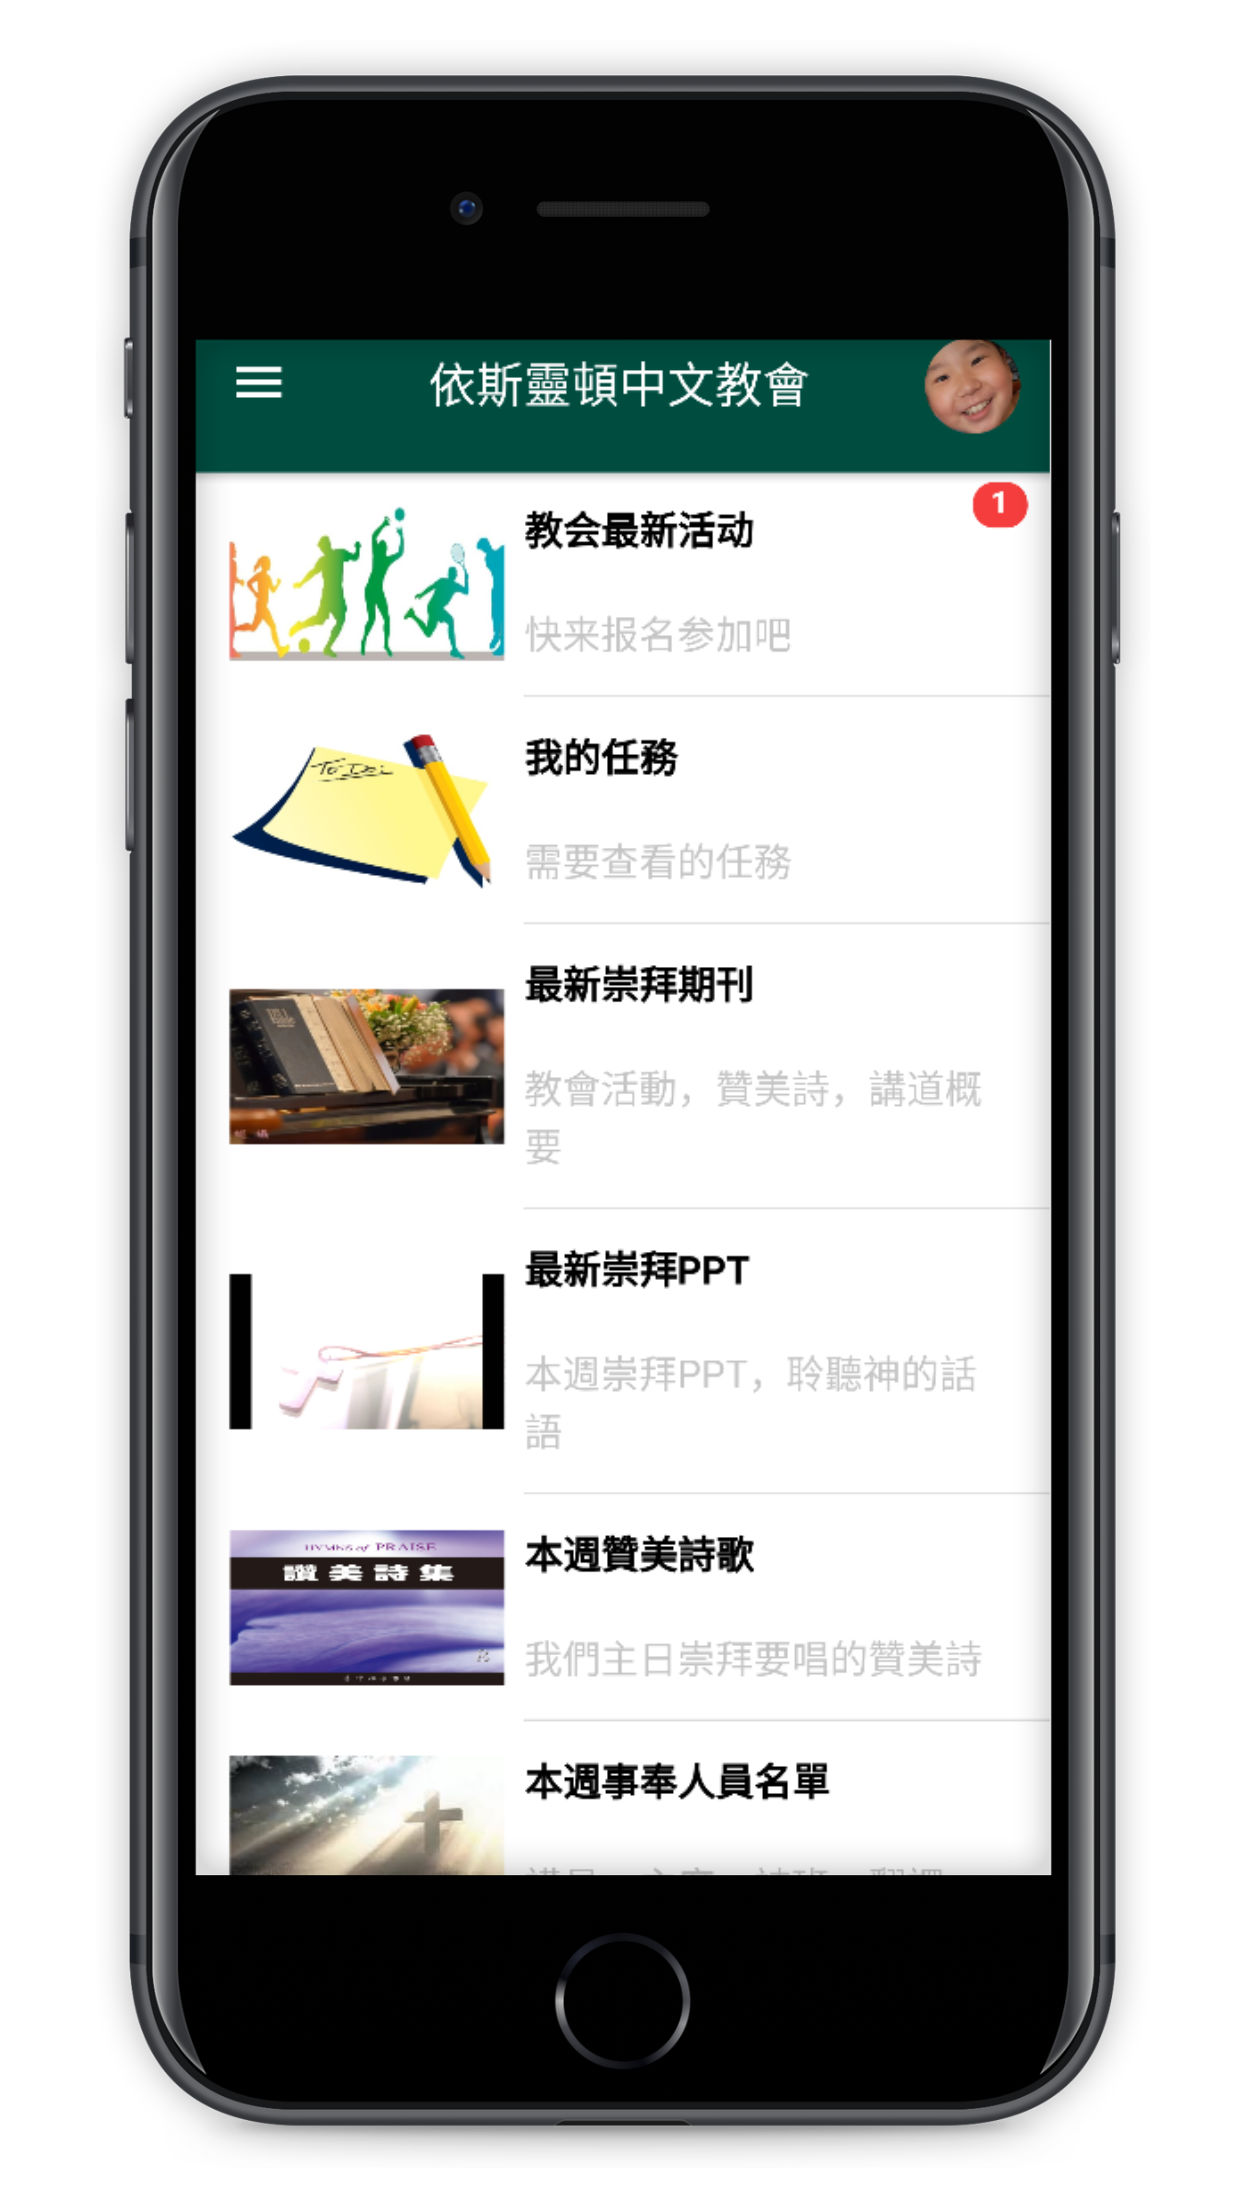 依斯靈頓中文教會
1
教会最新活动
快来报名参加吧
To Do:
我的任務
需要查看的任務
最新崇拜期刊
教會活動，贊美詩，講道概
要
最新崇拜PPT
本週崇拜PPT，聆聽神的話
語
HYMNS of PRAISE
讚美詩集
本週贊美詩歌
我們主日崇拜要唱的贊美詩
本週事奉人員名單